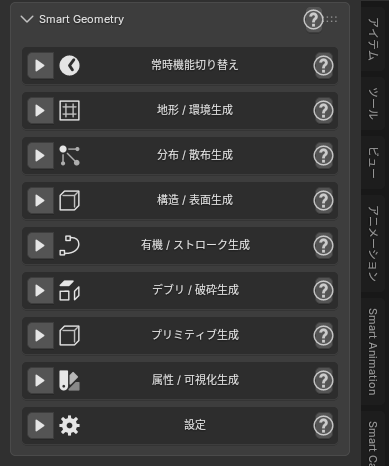 Smart Geometry
常時機能切り替え
地形 / 環境生成
分布 / 散布生成
構造 / 表面生成
有機 / ストローク生成
デブリ / 破砕生成
プリミティブ生成
属性 / 可視化生成
設定
アイテム
ツール
ビュー
アニメーション
Smart Animation
Smart